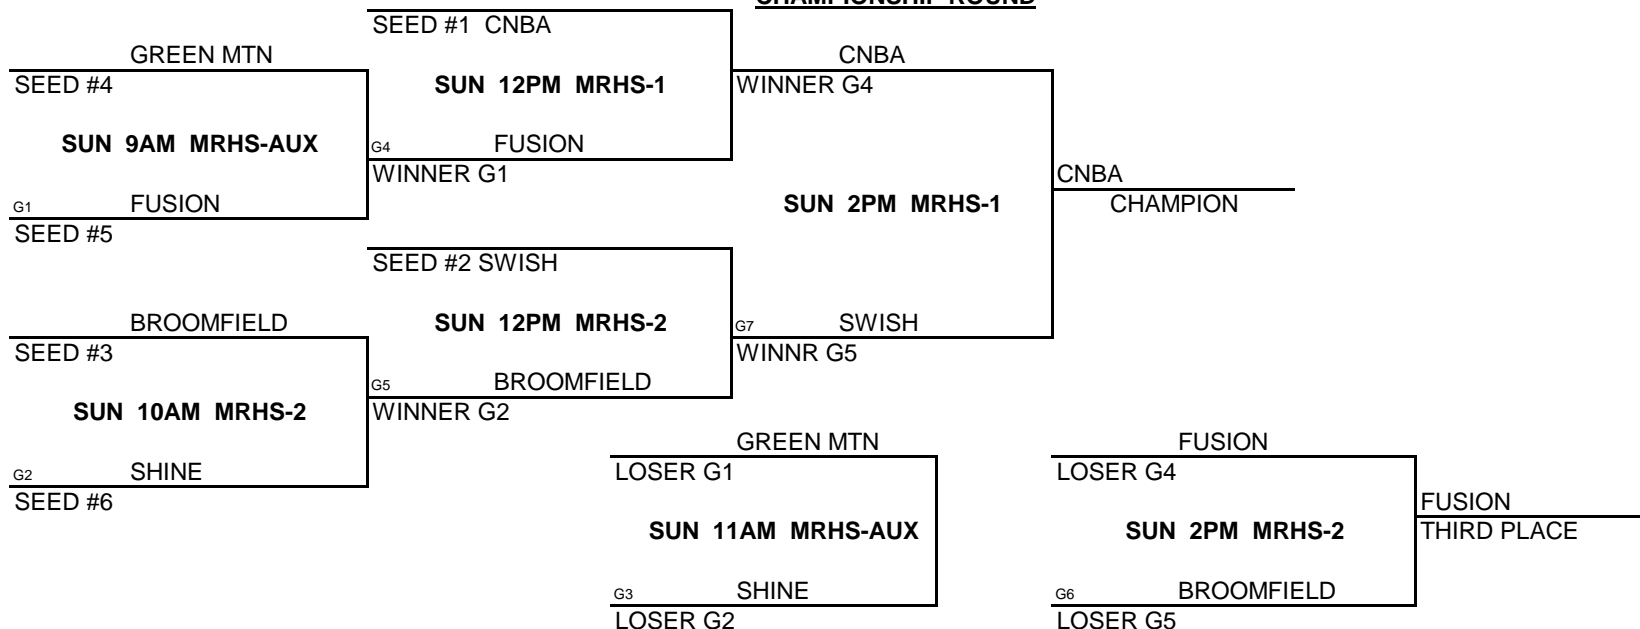 CHAMPIONSHIP ROUND
SEED #1 CNBA
GREEN MTN
CNBA
SEED #4
SUN 12PM MRHS-1
WINNER G4
SUN 9AM MRHS-AUX
G4 FUSION
WINNER G1
CNBA
G1 FUSION
SUN 2PM MRHS-1
CHAMPION
SEED #5
SEED #2 SWISH
BROOMFIELD
SUN 12PM MRHS-2
G7 SWISH
SEED #3
WINNR G5
G5 BROOMFIELD
SUN 10AM MRHS-2
WINNER G2
GREEN MTN
FUSION
G2 SHINE
LOSER G1
LOSER G4
SEED #6
FUSION
SUN 11AM MRHS-AUX
SUN 2PM MRHS-2
THIRD PLACE
G3 SHINE
G6 BROOMFIELD
LOSER G2
LOSER G5